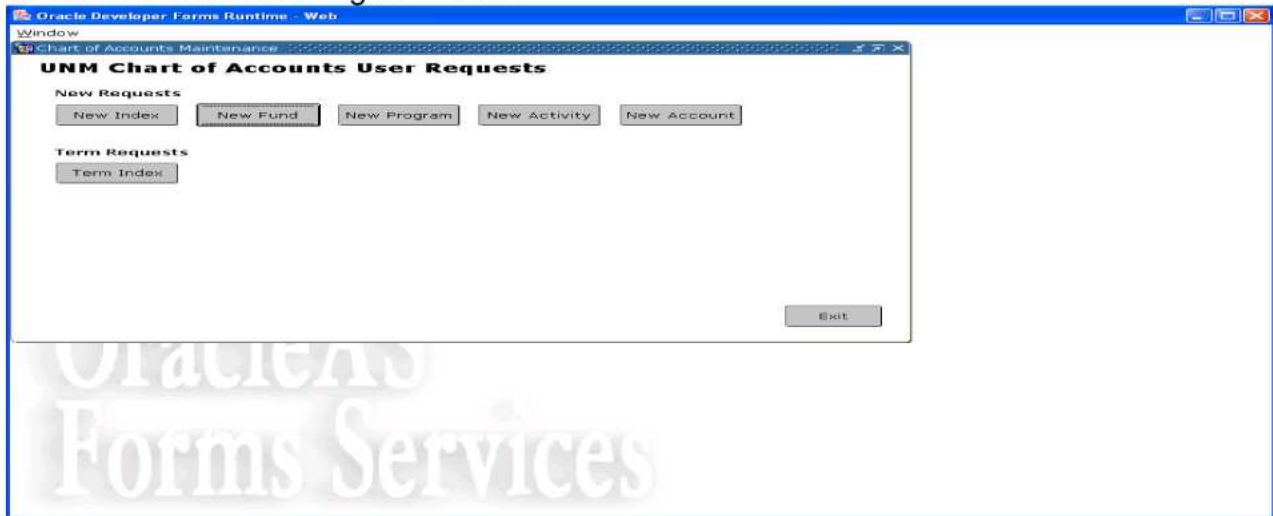 Oracle Developer Forms Runtime - Web
Window
Chart of Accounts Maintenance
UNM Chart of Accounts User Requests
New Requests
New Index New Fund New Program New Activity New Account
Term Requests
Term Index
Exit
OracleAS
Forms Services